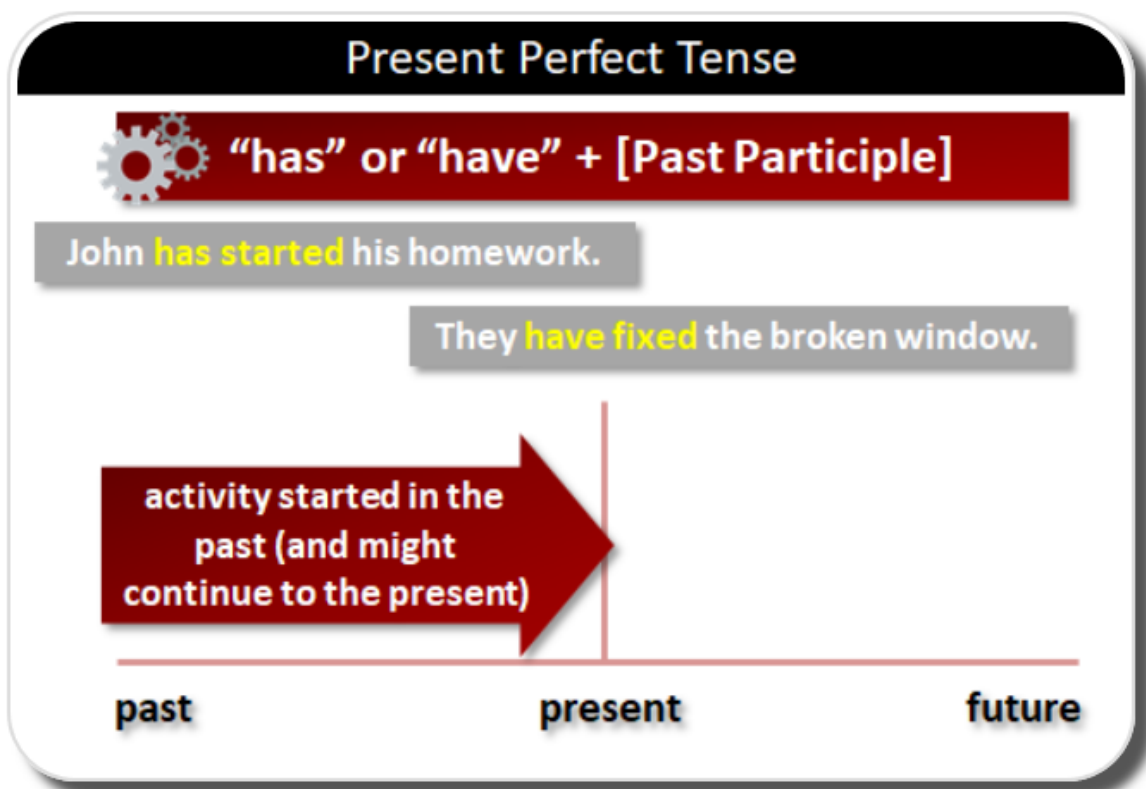 Present Perfect Tense
“has” or “have” + [Past Participle]
John has started his homework.
They have fixed the broken window.
activity started in the
past (and might
continue to the present)
past present future